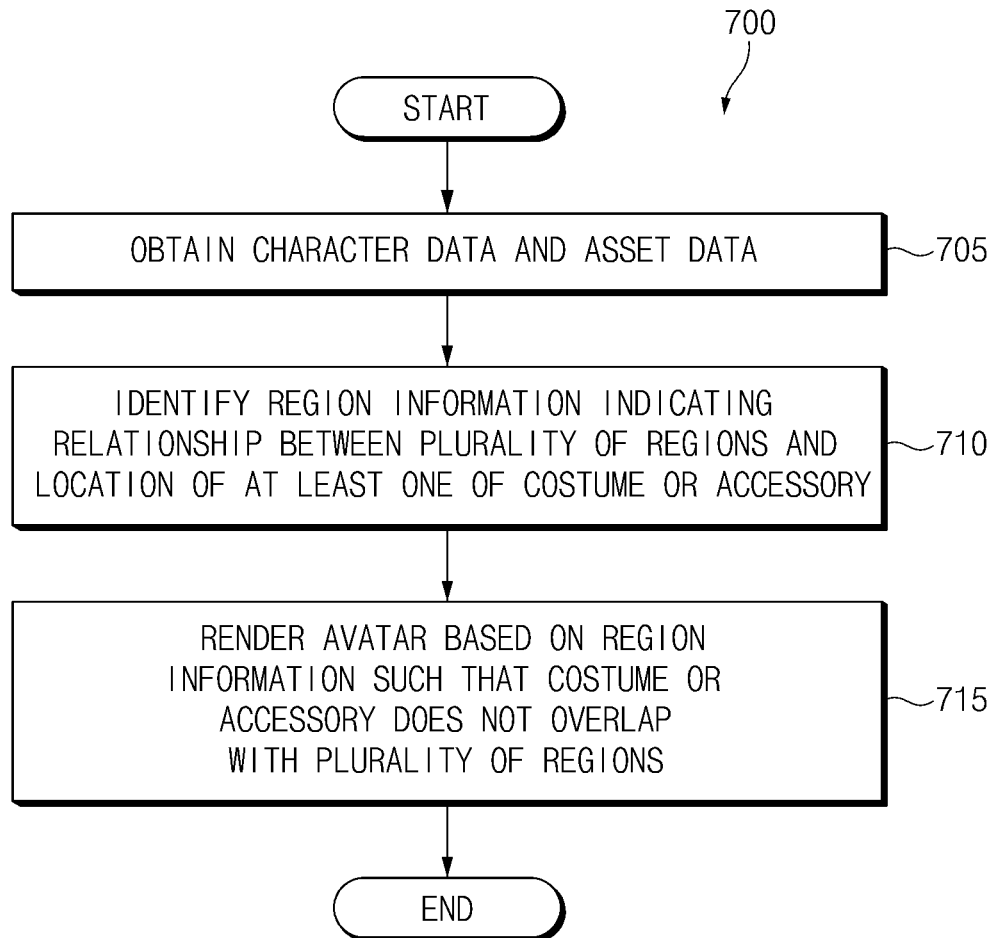 700
START
OBTAIN CHARACTER DATA AND ASSET DATA
705
IDENTIFY REGION INFORMATION INDICATING
RELATIONSHIP BETWEEN PLURALITY OF REGIONS AND
LOCATION OF AT LEAST ONE OF COSTUME OR ACCESSORY
710
RENDER AVATAR BASED ON REGION
INFORMATION SUCH THAT COSTUME OR
ACCESSORY DOES NOT OVERLAP
WITH PLURALITY OF REGIONS
715
END